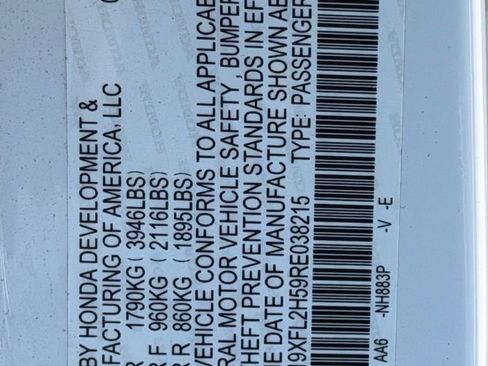 BY HONDA DEVELOPMENT &
FACTURING OF AMERICA, LLC
R 1790KG ( 3946LBS)
R F 960KG ( 2116LBS)
R R 860KG ( 1895LBS)
VEHICLE CONFORMS TO ALL APPLICAB
RAL MOTOR VEHICLE SAFETY, BUMPER
THEFT PREVENTION STANDARDS IN EF
HE DATE OF MANUFACTURE SHOWN AB
19XFL2H59RE038215 TYPE: PASSENGER
AA6 -NH883P -V -E